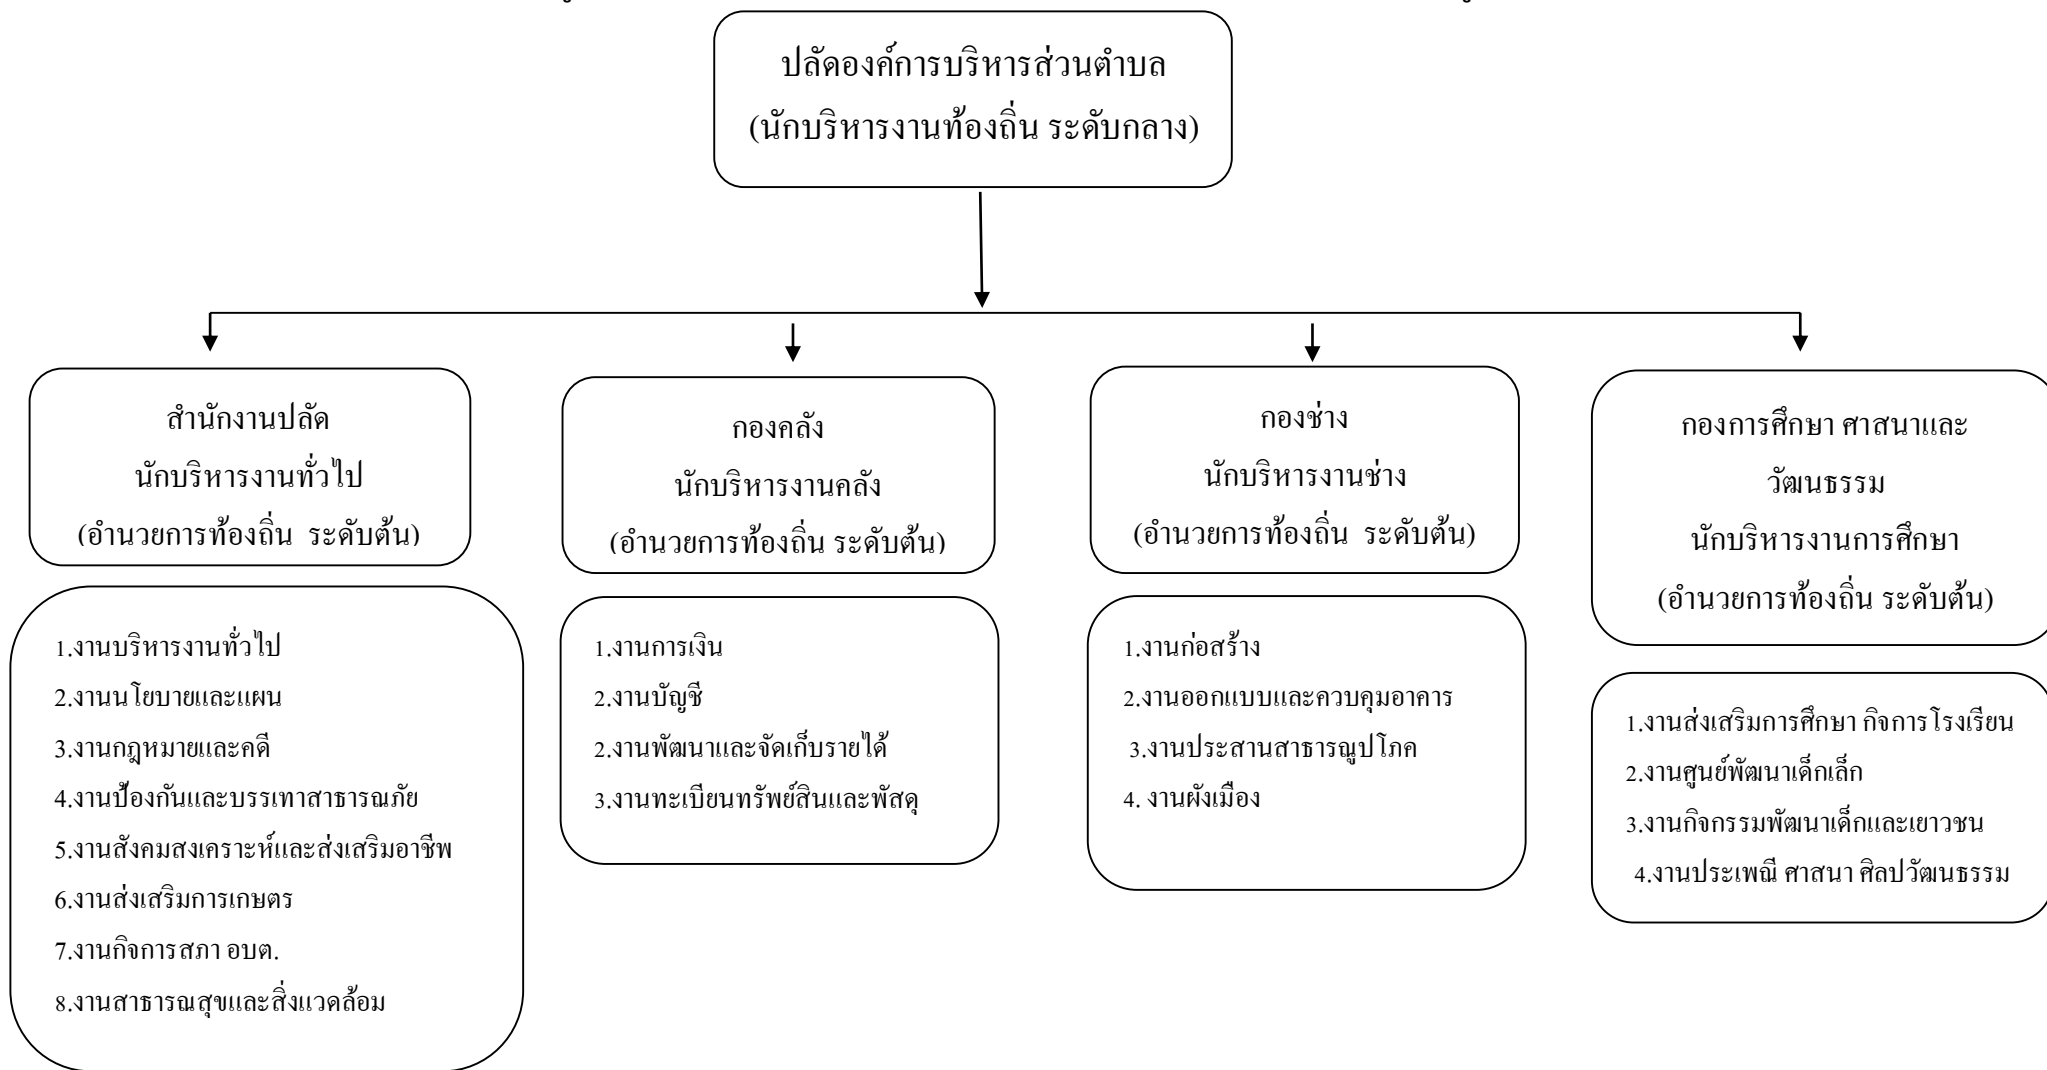 ปลัดองค์การบริหารส่วนตำบล
(นักบริหารงานท้องถิ่น ระดับกลาง)
สำนักงานปลัด
นักบริหารงานทั่วไป
(อำนวยการท้องถิ่น  ระดับต้น)
1.งานบริหารงานทั่วไป
2.งานนโยบายและแผน
3.งานกฎหมายและคดี
4.งานป้องกันและบรรเทาสาธารณภัย
5.งานสังคมสงเคราะห์และส่งเสริมอาชีพ
6.งานส่งเสริมการเกษตร
7.งานกิจการสภา อบต.
8.งานสาธารณสุขและสิ่งแวดล้อม
กองคลัง
นักบริหารงานคลัง
(อำนวยการท้องถิ่น ระดับต้น)
1.งานการเงิน
2.งานบัญชี
2.งานพัฒนาและจัดเก็บรายได้
3.งานทะเบียนทรัพย์สินและพัสดุ
กองช่าง
นักบริหารงานช่าง
(อำนวยการท้องถิ่น  ระดับต้น)
1.งานก่อสร้าง
2.งานออกแบบและควบคุมอาคาร
3.งานประสานสาธารณูปโภค
4. งานผังเมือง
กองการศึกษา ศาสนาและ
วัฒนธรรม
นักบริหารงานการศึกษา
(อำนวยการท้องถิ่น ระดับต้น)
1.งานส่งเสริมการศึกษา กิจการโรงเรียน
2.งานศูนย์พัฒนาเด็กเล็ก
3.งานกิจกรรมพัฒนาเด็กและเยาวชน
4.งานประเพณี ศาสนา ศิลปวัฒนธรรม